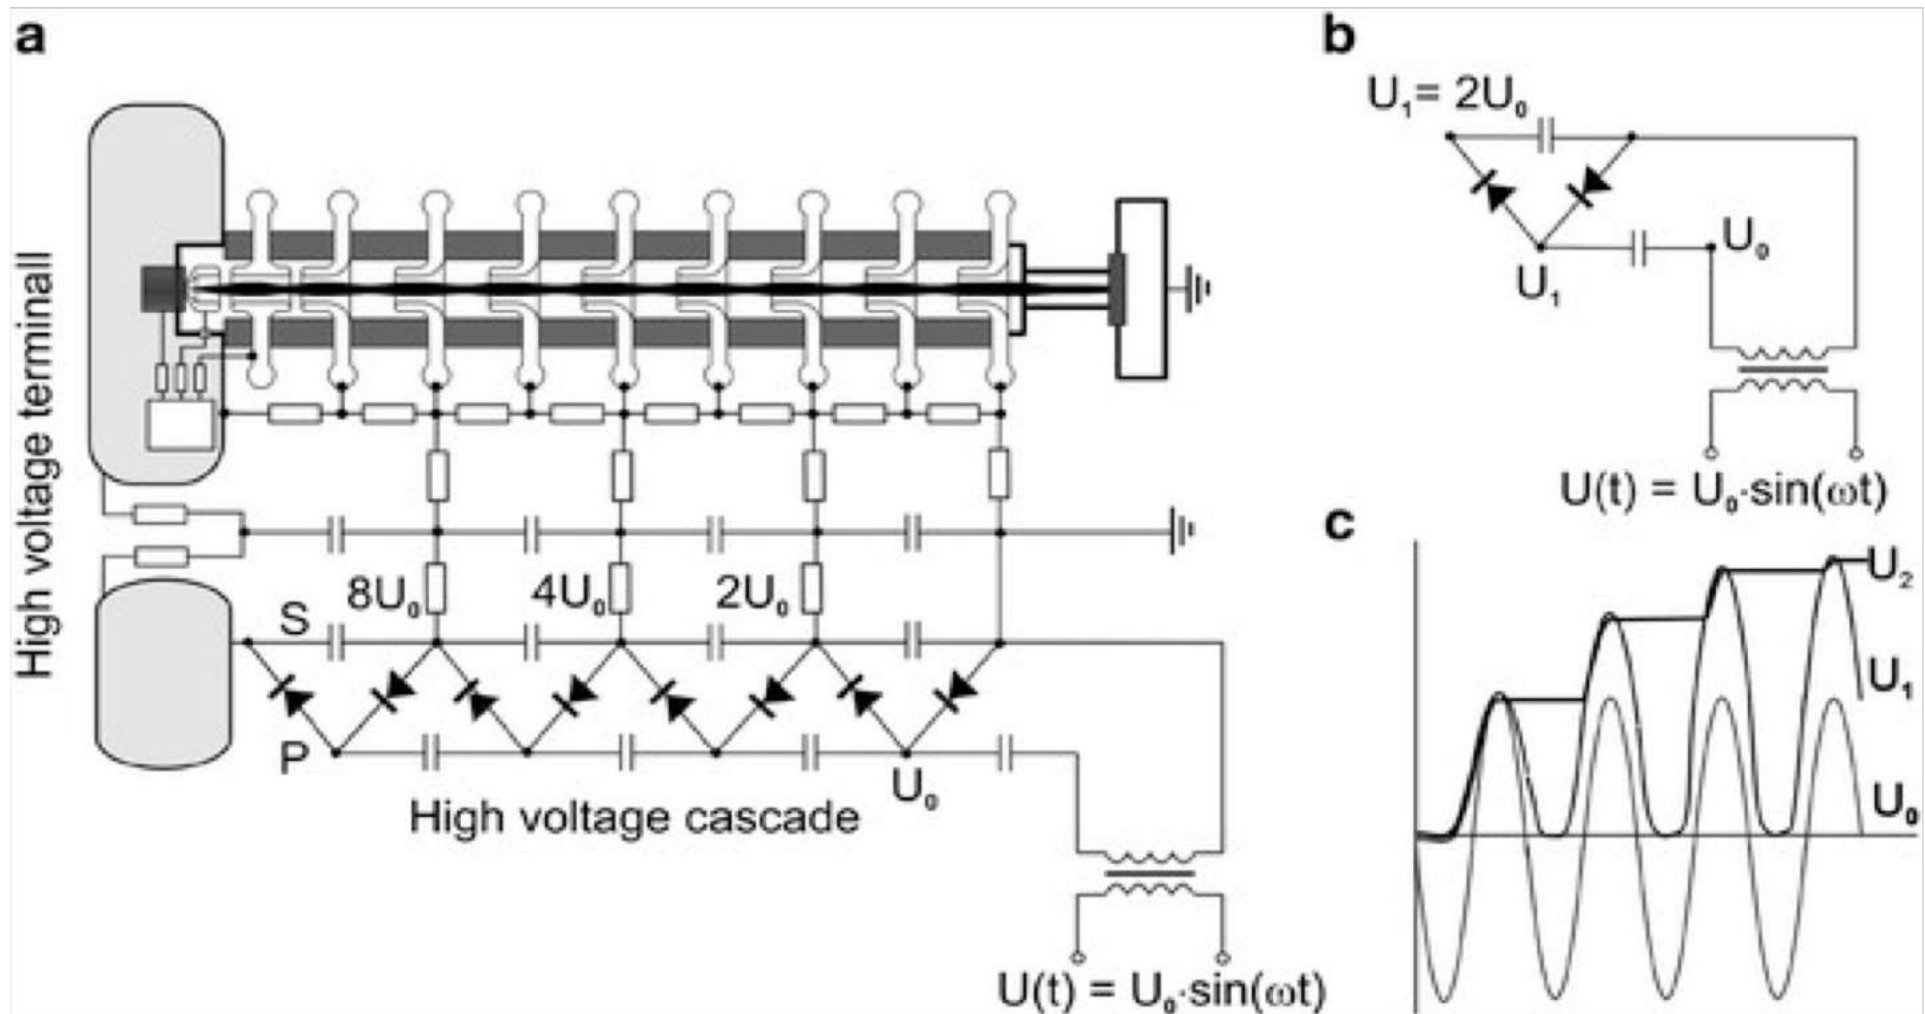 a
High voltage terminall
8U₀
4U₀
2U₀
S
P
U₀
High voltage cascade
U(t) = U₀·sin(ωt)
b
U₁= 2U₀
U₀
U₁
U(t) = U₀·sin(ωt)
c
U₂
U₁
U₀